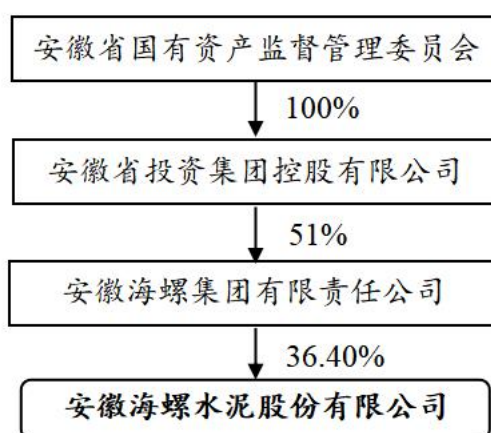 安徽省国有资产监督管理委员会
100%
安徽省投资集团控股有限公司
51%
安徽海螺集团有限责任公司
36.40%
安徽海螺水泥股份有限公司